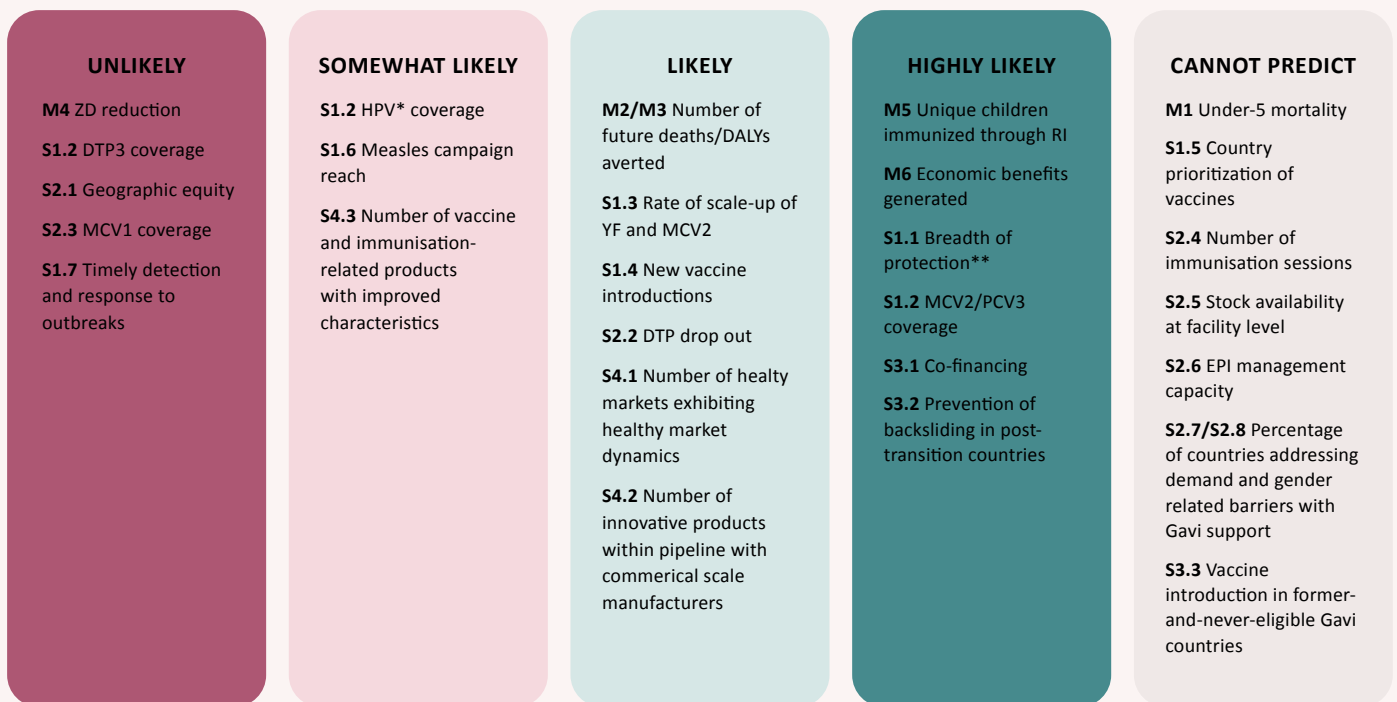 UNLIKELY
M4 ZD reduction
S1.2 DTP3 coverage
S2.1 Geographic equity
S2.3 MCV1 coverage
S1.7 Timely detection
and response to
outbreaks
SOMEWHAT LIKELY
S1.2 HPV* coverage
S1.6 Measles campaign
reach
S4.3 Number of vaccine
and immunisation-
related products
with improved
characteristics
LIKELY
M2/M3 Number of
future deaths/DALYs
averted
S1.3 Rate of scale-up of
YF and MCV2
S1.4 New vaccine
introductions
S2.2 DTP drop out
S4.1 Number of healty
markets exhibiting
healthy market
dynamics
S4.2 Number of
innovative products
within pipeline with
commerical scale
manufacturers
HIGHLY LIKELY
M5 Unique children
immunized through RI
M6 Economic benefits
generated
S1.1 Breadth of
protection**
S1.2 MCV2/PCV3
coverage
S3.1 Co-financing
S3.2 Prevention of
backsliding in post-
transition countries
CANNOT PREDICT
M1 Under-5 mortality
S1.5 Country
prioritization of
vaccines
S2.4 Number of
immunisation sessions
S2.5 Stock availability
at facility level
S2.6 EPI management
capacity
S2.7/S2.8 Percentage
of countries addressing
demand and gender
related barriers with
Gavi support
S3.3 Vaccine
introduction in former-
and-never-eligible Gavi
countries